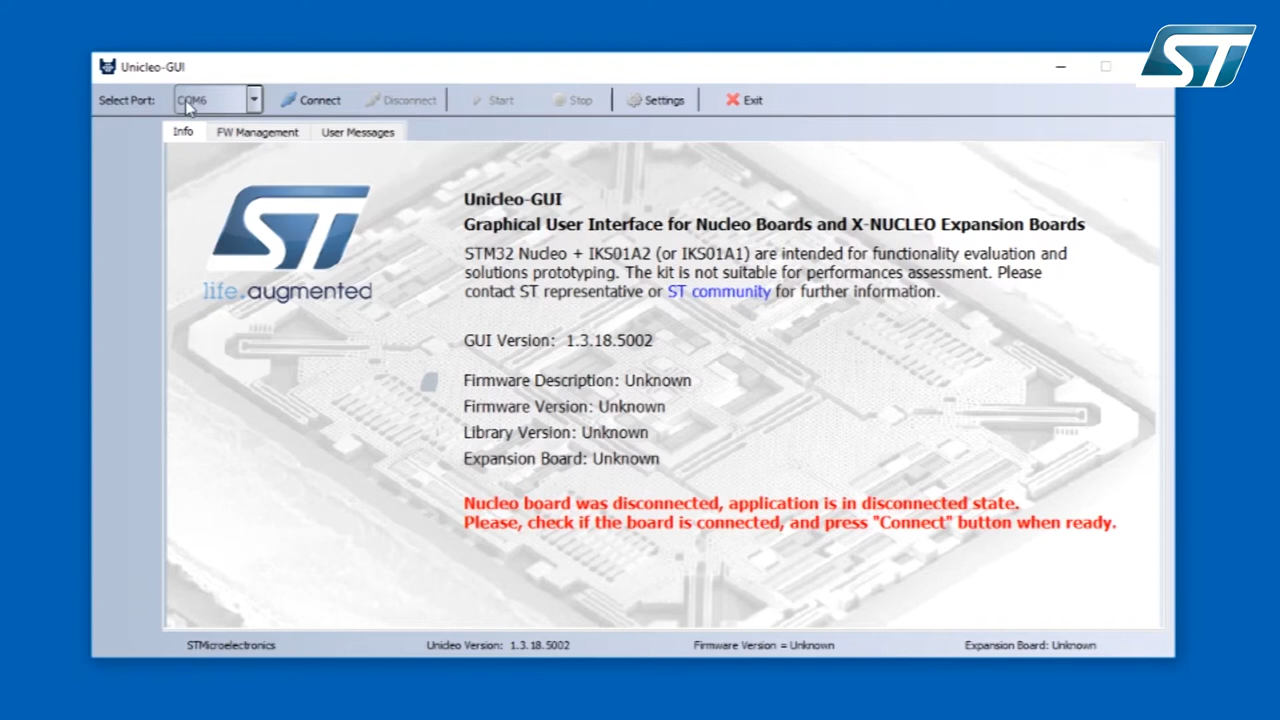 ST
Unicleo-GUI
Select Port: COM6 Connect Disconnect Start Stop Settings Exit
Info FW Management User Messages
ST
life.augmented
Unicleo-GUI
Graphical User Interface for Nucleo Boards and X-NUCLEO Expansion Boards
STM32 Nucleo + IKS01A2 (or IKS01A1) are intended for functionality evaluation and
solutions prototyping. The kit is not suitable for performances assessment. Please
contact ST representative or ST community for further information.
GUI Version: 1.3.18.5002
Firmware Description: Unknown
Firmware Version: Unknown
Library Version: Unknown
Expansion Board: Unknown
Nucleo board was disconnected, application is in disconnected state.
Please, check if the board is connected, and press "Connect" button when ready.
STMicroelectronics Unicleo Version: 1.3.18.5002 Firmware Version = Unknown Expansion Board: Unknown